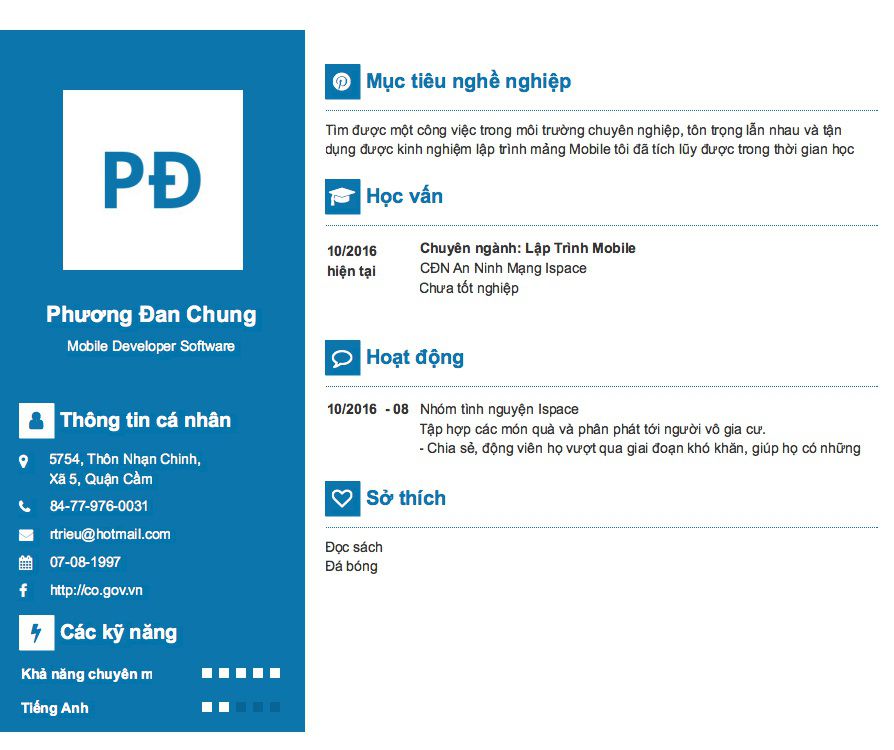 PĐ
Phương Đan Chung
Mobile Developer Software
Thông tin cá nhân
5754, Thôn Nhạn Chinh,
Xã 5, Quận Cầm
84-77-976-0031
rtrieu@hotmail.com
07-08-1997
http://co.gov.vn
Các kỹ năng
Khả năng chuyên m
Tiếng Anh
Mục tiêu nghề nghiệp
Tìm được một công việc trong môi trường chuyên nghiệp, tôn trọng lẫn nhau và tận
dụng được kinh nghiệm lập trình mảng Mobile tôi đã tích lũy được trong thời gian học
Học vấn
10/2016
hiện tại
Chuyên ngành: Lập Trình Mobile
CĐN An Ninh Mạng Ispace
Chưa tốt nghiệp
Hoạt động
10/2016 - 08 Nhóm tình nguyện Ispace
Tập hợp các món quà và phân phát tới người vô gia cư.
- Chia sẻ, động viên họ vượt qua giai đoạn khó khăn, giúp họ có những
Sở thích
Đọc sách
Đá bóng